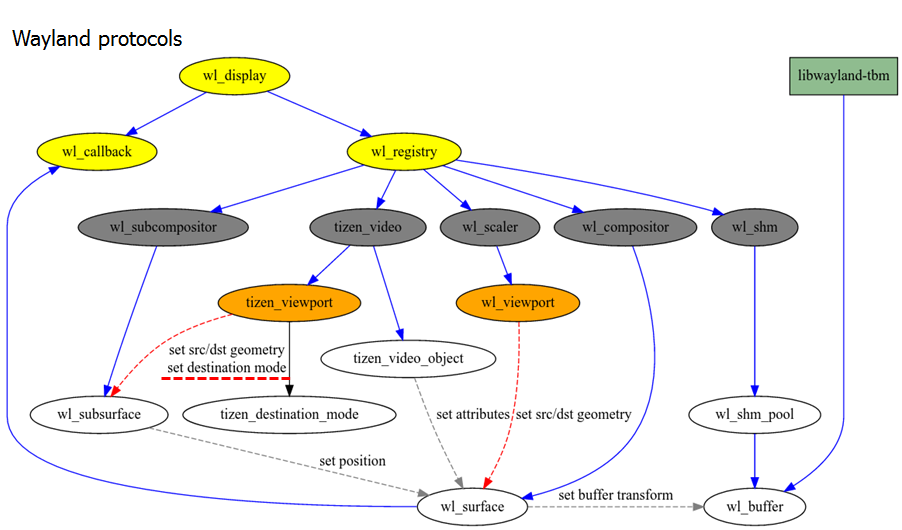 Wayland protocols
wl_display
libwayland-tbm
wl_callback
wl_registry
wl_subcompositor
tizen_video
wl_scaler
wl_compositor
wl_shm
tizen_viewport
wl_viewport
set src/dst geometry
set destination mode
tizen_video_object
wl_subsurface
tizen_destination_mode
set attributes
set src/dst geometry
wl_shm_pool
set position
set buffer transform
wl_surface
wl_buffer